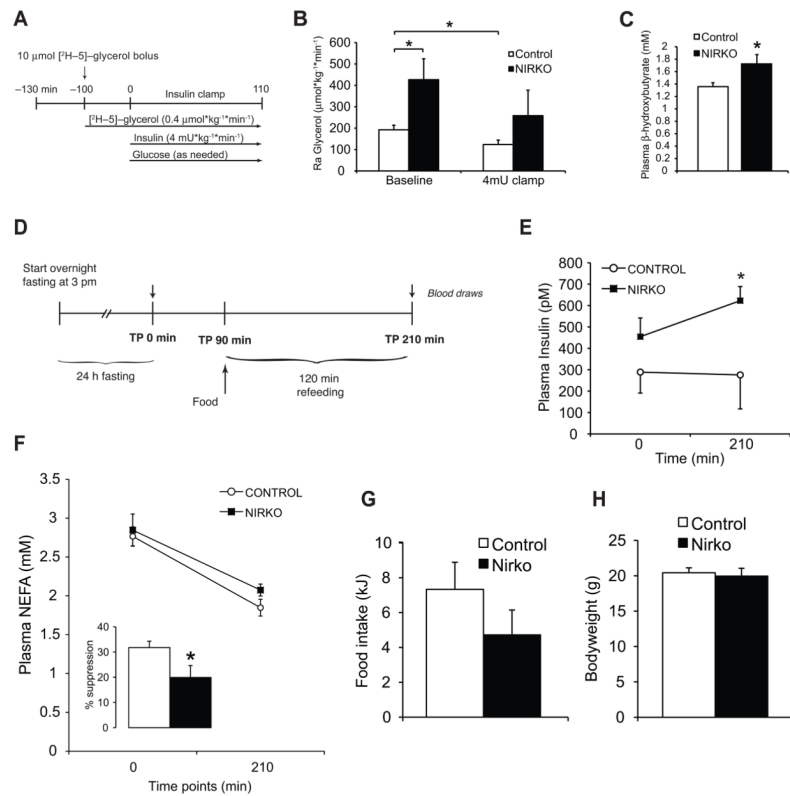 A
10 μmol [²H–5]–glycerol bolus
–130 min
–100
0
Insulin clamp
110
[²H–5]–glycerol (0.4 μmol*kg⁻¹*min⁻¹)
Insulin (4 mU*kg⁻¹*min⁻¹)
Glucose (as needed)
B
*
*
Control
NIRKO
Ra Glycerol (μmol*kg⁻¹*min⁻¹)
600
500
400
300
200
100
0
Baseline
4mU clamp
C
Control
NIRKO
*
Plasma β-hydroxybutyrate (mM)
2
1.8
1.6
1.4
1.2
1
0.8
0.6
0.4
0.2
0
D
Start overnight
fasting at 3 pm
Blood draws
TP 0 min
TP 90 min
TP 210 min
24 h fasting
120 min
refeeding
Food
E
CONTROL
NIRKO
*
Plasma Insulin (pM)
800
700
600
500
400
300
200
100
0
0
210
Time (min)
F
CONTROL
NIRKO
Plasma NEFA (mM)
3.5
3
2.5
2
1.5
1
0.5
0
% suppression
40
30
20
10
0
*
0
210
Time points (min)
G
Control
Nirko
Food intake (kJ)
10
8
6
4
2
0
H
Control
Nirko
Bodyweight (g)
25
20
15
10
5
0